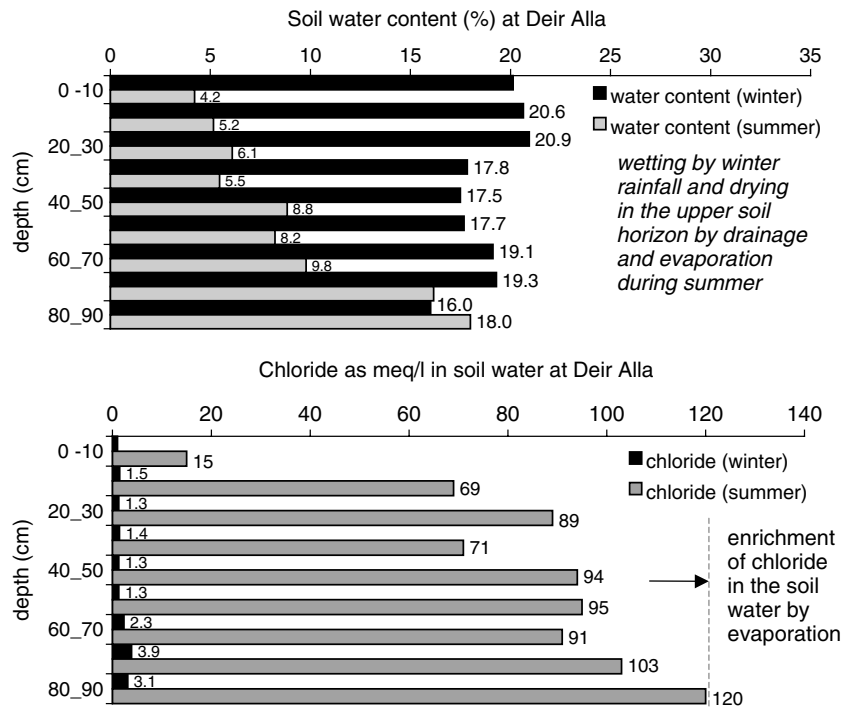 Soil water content (%) at Deir Alla
0 5 10 15 20 25 30 35
depth (cm)
0 -10
4.2
20.6
5.2
20_30
20.9
6.1
17.8
5.5
40_50
17.5
8.8
17.7
8.2
60_70
19.1
9.8
19.3
16.0
80_90
18.0
water content (winter)
water content (summer)
wetting by winter
rainfall and drying
in the upper soil
horizon by drainage
and evaporation
during summer
Chloride as meq/l in soil water at Deir Alla
0 20 40 60 80 100 120 140
depth (cm)
0 -10
15
1.5
69
1.3
20_30
89
1.4
71
1.3
40_50
94
1.3
95
2.3
60_70
91
3.9
103
3.1
80_90
120
chloride (winter)
chloride (summer)
enrichment
of chloride
in the soil
water by
evaporation